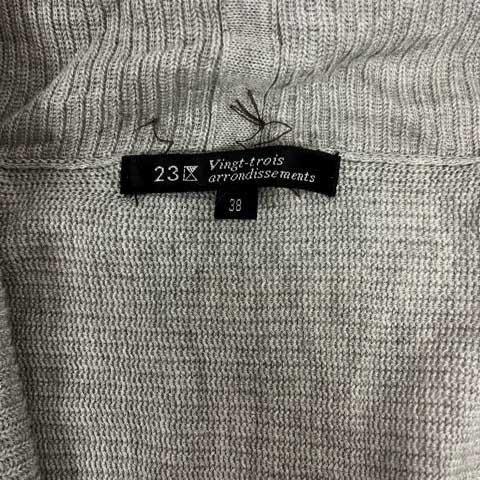 23区 Vingt-trois
arrondissements
38